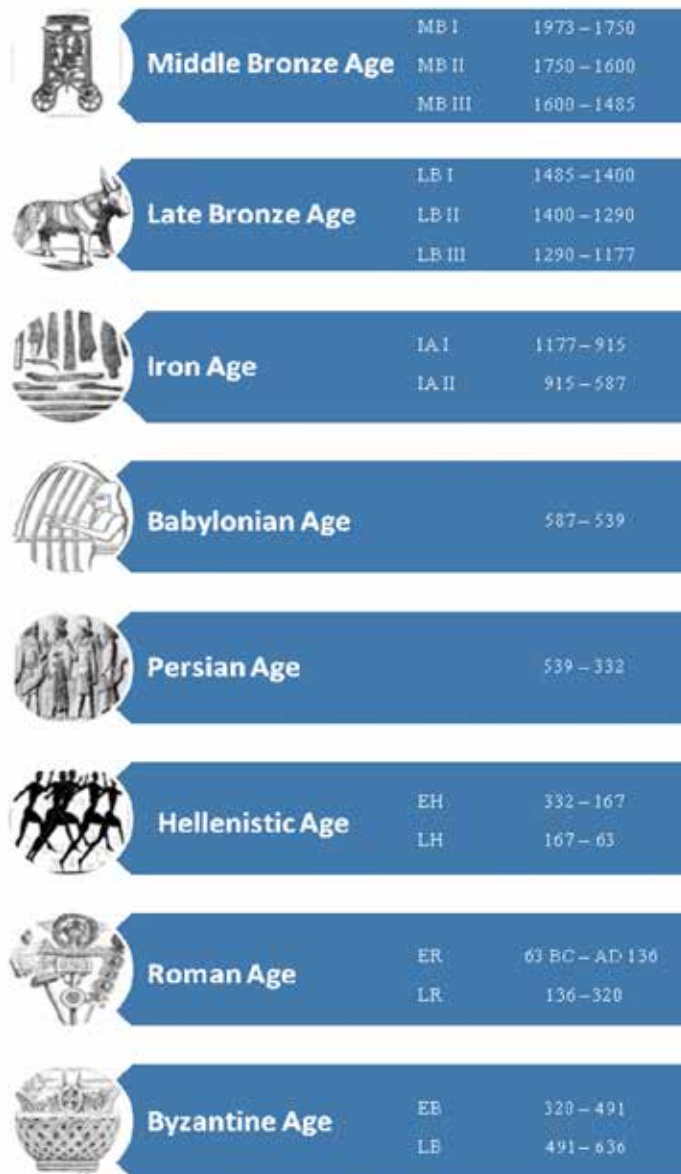 MB I 1973 – 1750
Middle Bronze Age MB II 1750 – 1600
MB III 1600 – 1485
LB I 1485 – 1400
Late Bronze Age LB II 1400 – 1290
LB III 1290 – 1177
IA I 1177 – 915
Iron Age
IA II 915 – 587
Babylonian Age 587 – 539
Persian Age 539 – 332
EH 332 – 167
Hellenistic Age
LH 167 – 63
ER 63 BC – AD 136
Roman Age
LR 136 – 320
EB 320 – 491
Byzantine Age
LB 491 – 636